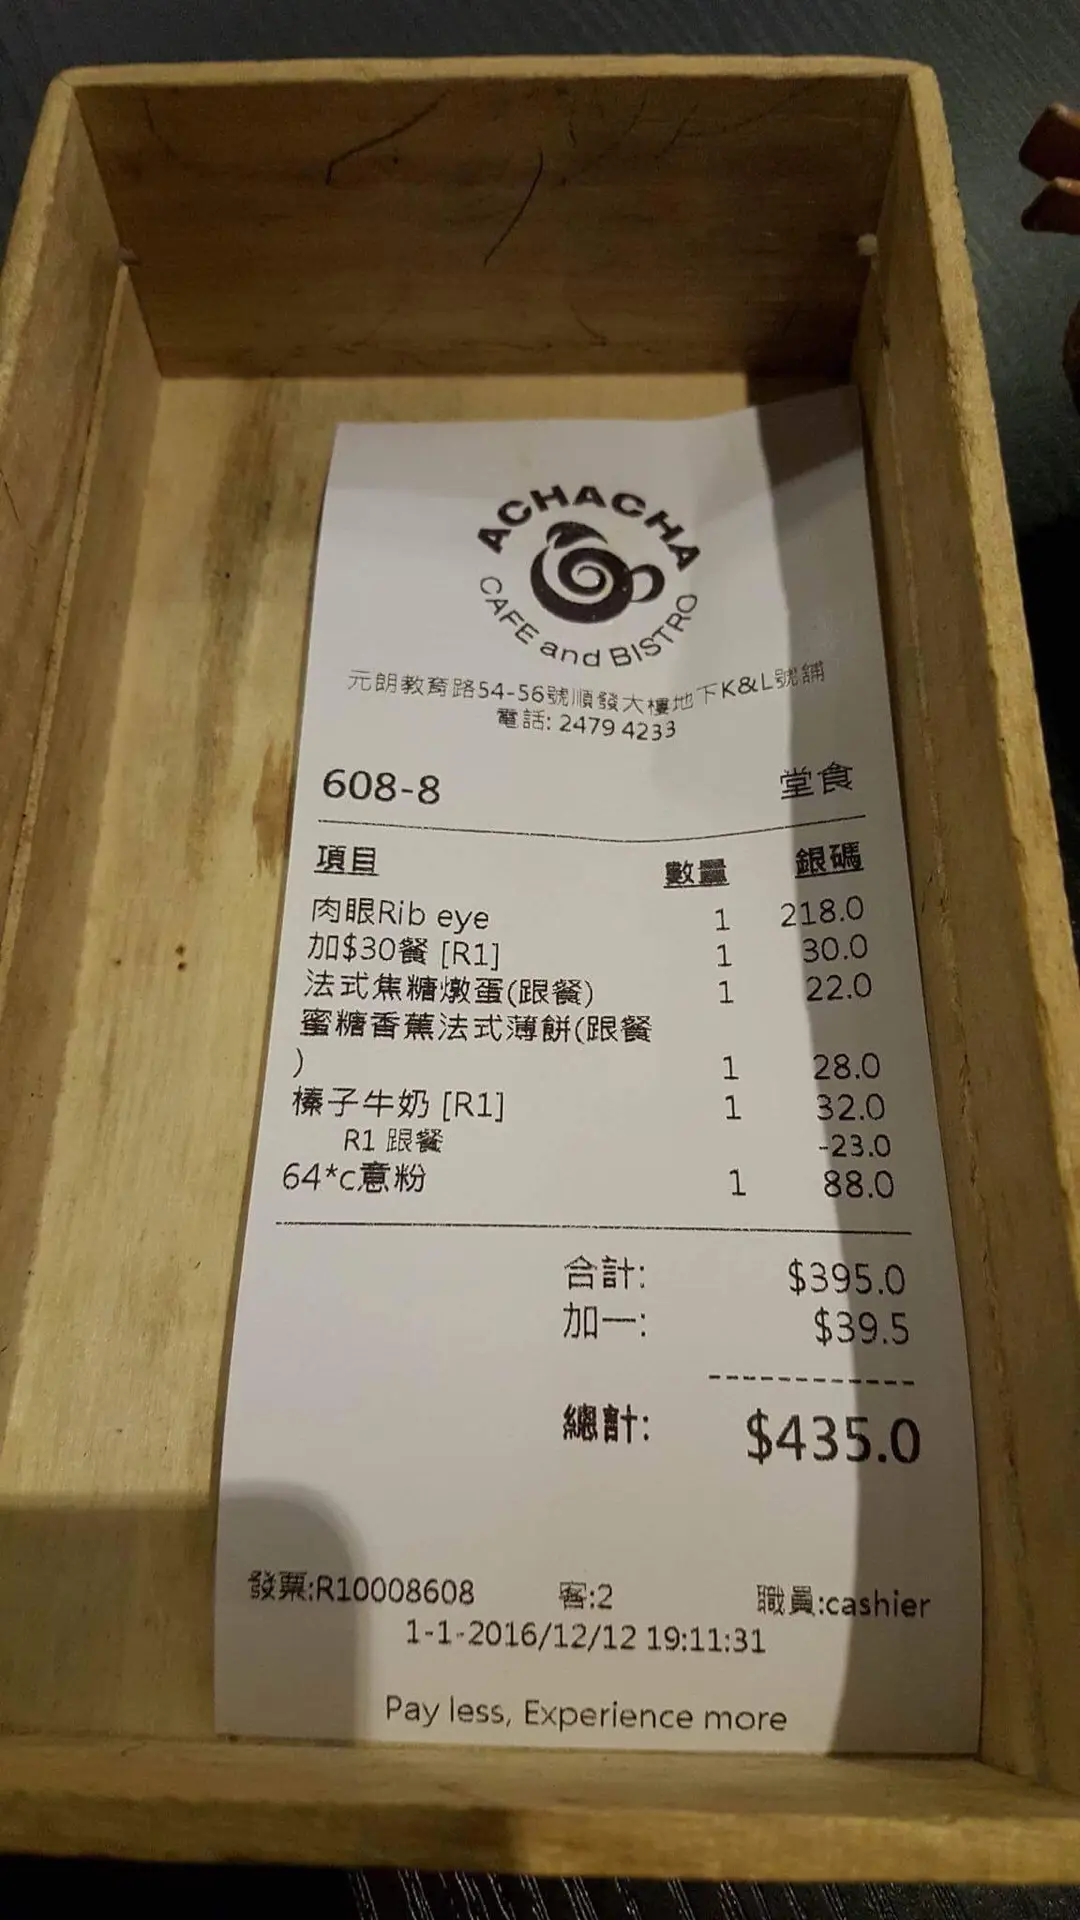 ACHACHA
CAFE and BISTRO
元朗教育路54-56號順發大樓地下K&L號舖
電話: 2479 4233
608-8 堂食
項目 數量 銀碼
肉眼Rib eye 1 218.0
加$30餐 [R1] 1 30.0
法式焦糖燉蛋(跟餐) 1 22.0
蜜糖香蕉法式薄餅(跟餐
) 1 28.0
榛子牛奶 [R1] 1 32.0
R1 跟餐 -23.0
64*c意粉 1 88.0
合計: $395.0
加一: $39.5
------------
總計: $435.0
發票:R10008608 客:2 職員:cashier
1-1-2016/12/12 19:11:31
Pay less, Experience more